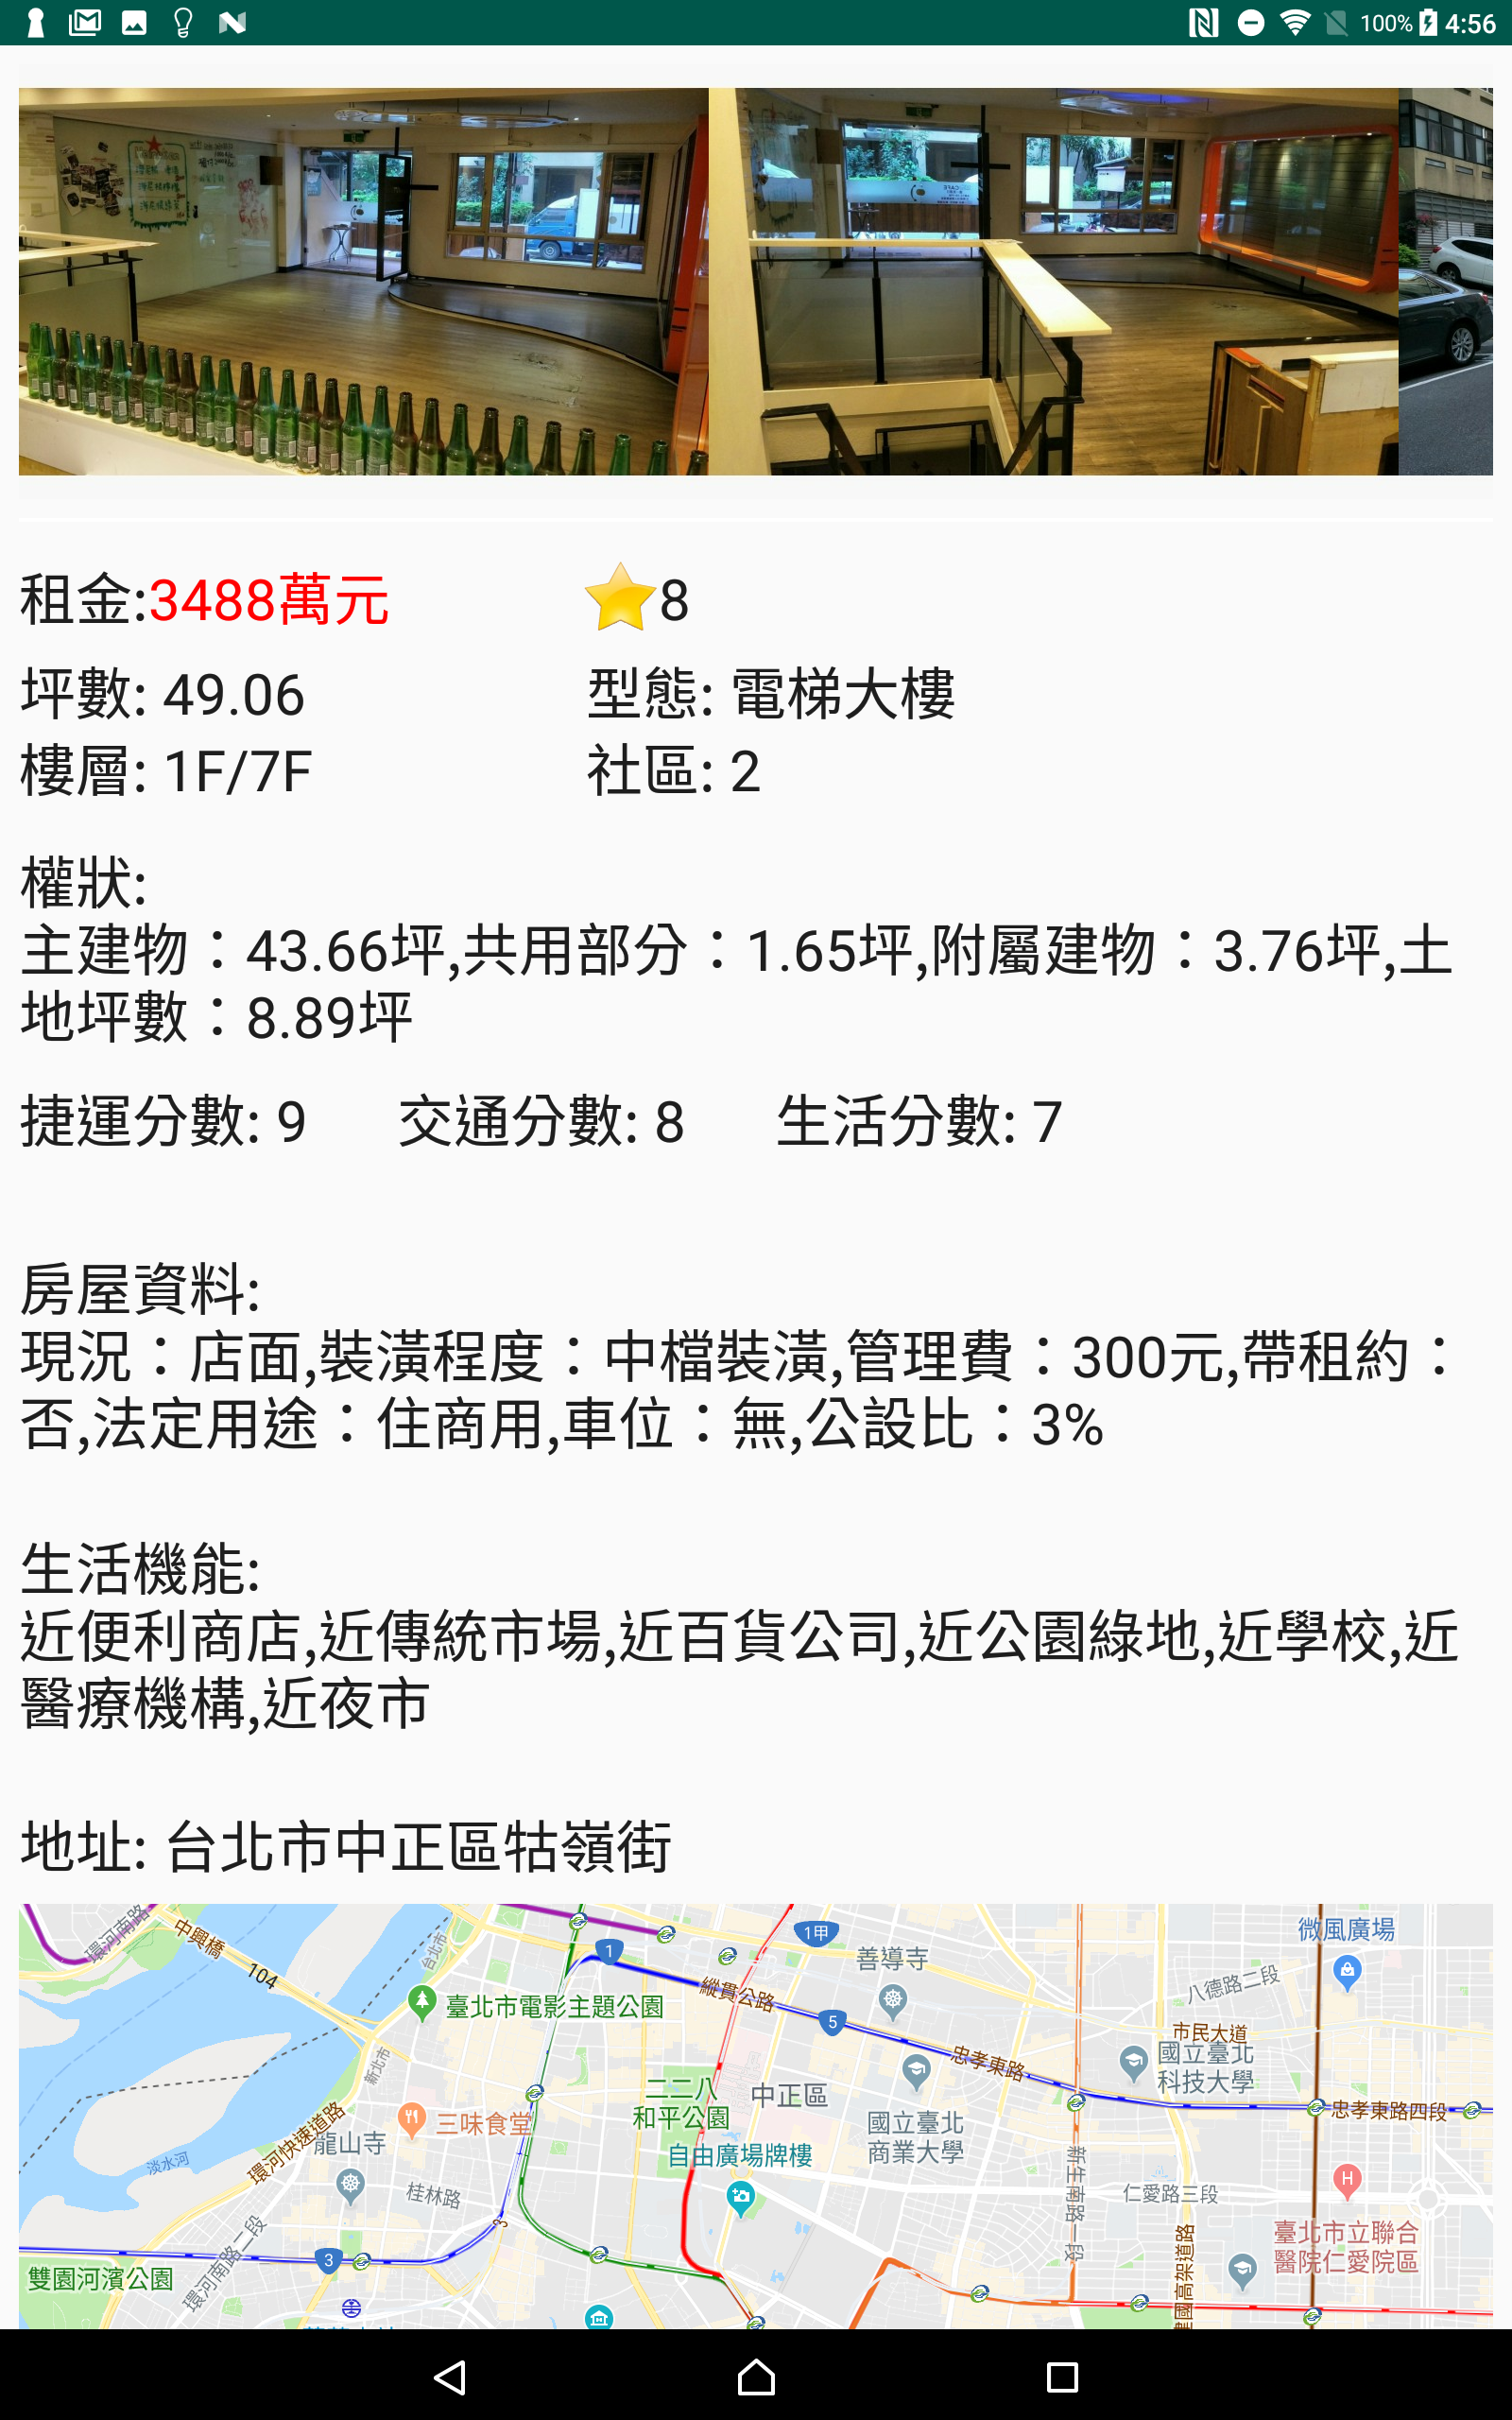 100% 4:56
租金:3488萬元
8
坪數: 49.06
型態: 電梯大樓
樓層: 1F/7F
社區: 2
權狀:
主建物：43.66坪,共用部分：1.65坪,附屬建物：3.76坪,土
地坪數：8.89坪
捷運分數: 9
交通分數: 8
生活分數: 7
房屋資料:
現況：店面,裝潢程度：中檔裝潢,管理費：300元,帶租約：
否,法定用途：住商用,車位：無,公設比：3%
生活機能:
近便利商店,近傳統市場,近百貨公司,近公園綠地,近學校,近
醫療機構,近夜市
地址: 台北市中正區牯嶺街
環河南路
中興橋
104
台北市
1
1甲
善導寺
微風廣場
八德路二段
臺北市電影主題公園
縱貫公路
5
忠孝東路
市民大道
國立臺北
科技大學
新北市
二二八
和平公園
中正區
三味食堂
國立臺北
商業大學
忠孝東路四段
環河快速道路
龍山寺
淡水河
自由廣場牌樓
桂林路
新生南路一段
仁愛路三段
H
臺北市立聯合
醫院仁愛院區
3
3
雙園河濱公園
環河南路二段
建國高架道路